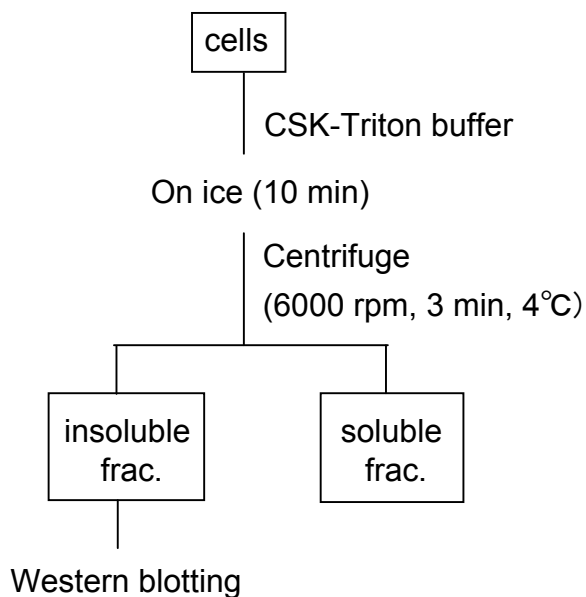 cells
CSK-Triton buffer
On ice (10 min)
Centrifuge
(6000 rpm, 3 min, 4℃)
insoluble
frac.
soluble
frac.
Western blotting